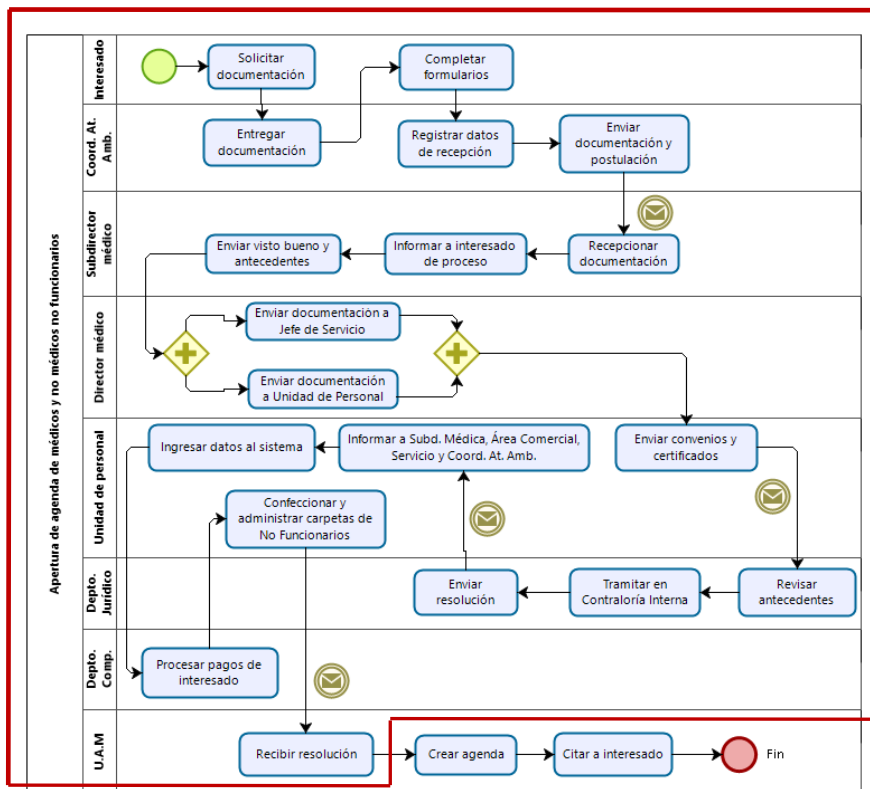 Apertura de agenda de médicos y no médicos no funcionarios
Interesado
Solicitar
documentación
Completar
formularios
Coord. At.
Amb.
Entregar
documentación
Registrar datos
de recepción
Enviar
documentación y
postulación
Subdirector
médico
Enviar visto bueno y
antecedentes
Informar a interesado
de proceso
Recepcionar
documentación
Director médico
Enviar documentación a
Jefe de Servicio
Enviar documentación
a Unidad de Personal
Unidad de personal
Ingresar datos al sistema
Informar a Subd. Médica, Área Comercial,
Servicio y Coord. At. Amb.
Enviar convenios y
certificados
Confeccionar y
administrar carpetas de
No Funcionarios
Depto.
Jurídico
Enviar
resolución
Tramitar en
Contraloría Interna
Revisar
antecedentes
Depto.
Comp.
Procesar pagos de
interesado
U.A.M
Recibir resolución
Crear agenda
Citar a interesado
Fin